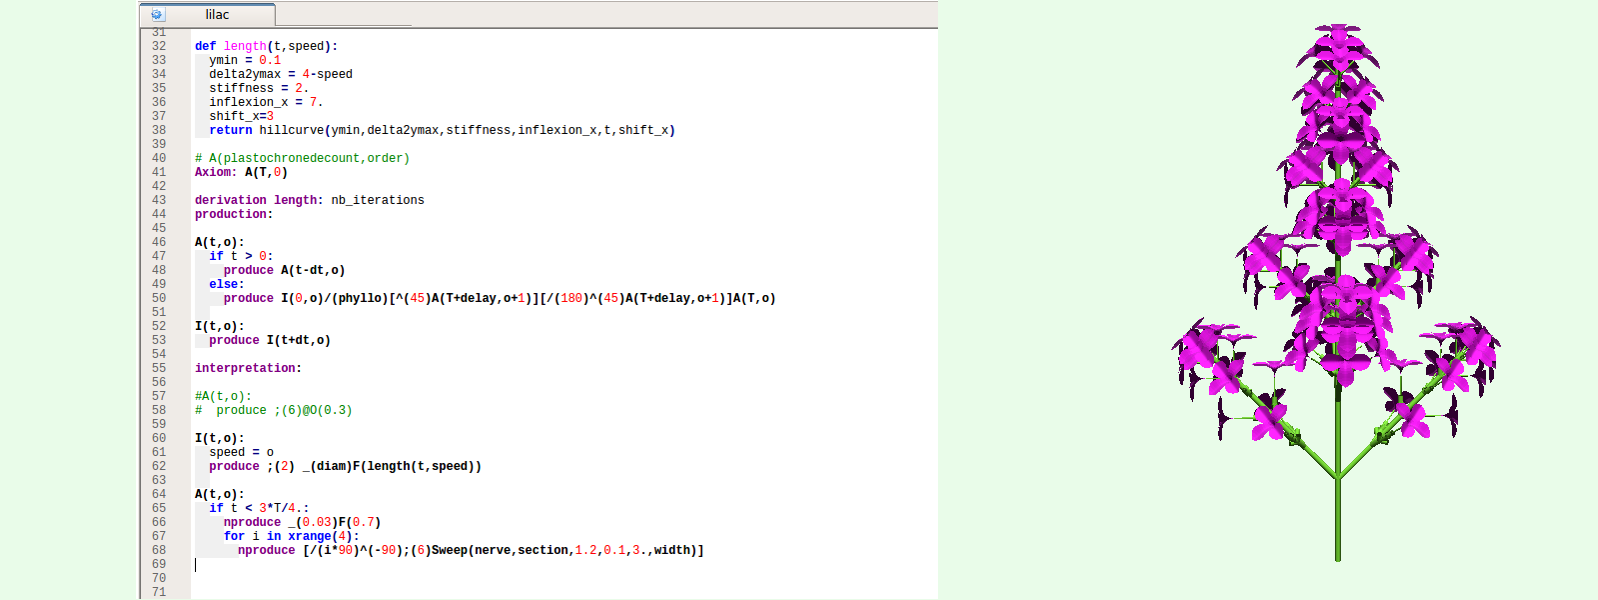 lilac
31
32 def length(t,speed):
33   ymin = 0.1
34   delta2ymax = 4-speed
35   stiffness = 2.
36   inflexion_x = 7.
37   shift_x=3
38   return hillcurve(ymin,delta2ymax,stiffness,inflexion_x,t,shift_x)
39
40 # A(plastochronedecount,order)
41 Axiom: A(T,0)
42
43 derivation length: nb_iterations
44 production:
45
46 A(t,o):
47   if t > 0:
48     produce A(t-dt,o)
49   else:
50     produce I(0,o)/(phyllo)[^(45)A(T+delay,o+1)][/(180)^(45)A(T+delay,o+1)]A(T,o)
51
52 I(t,o):
53   produce I(t+dt,o)
54
55 interpretation:
56
57 #A(t,o):
58 #  produce ;(6)@O(0.3)
59
60 I(t,o):
61   speed = o
62   produce ;(2) _(diam)F(length(t,speed))
63
64 A(t,o):
65   if t < 3*T/4.:
66     nproduce _(0.03)F(0.7)
67     for i in xrange(4):
68       nproduce [/(i*90)^(-90);(6)Sweep(nerve,section,1.2,0.1,3.,width)]
69
70
71